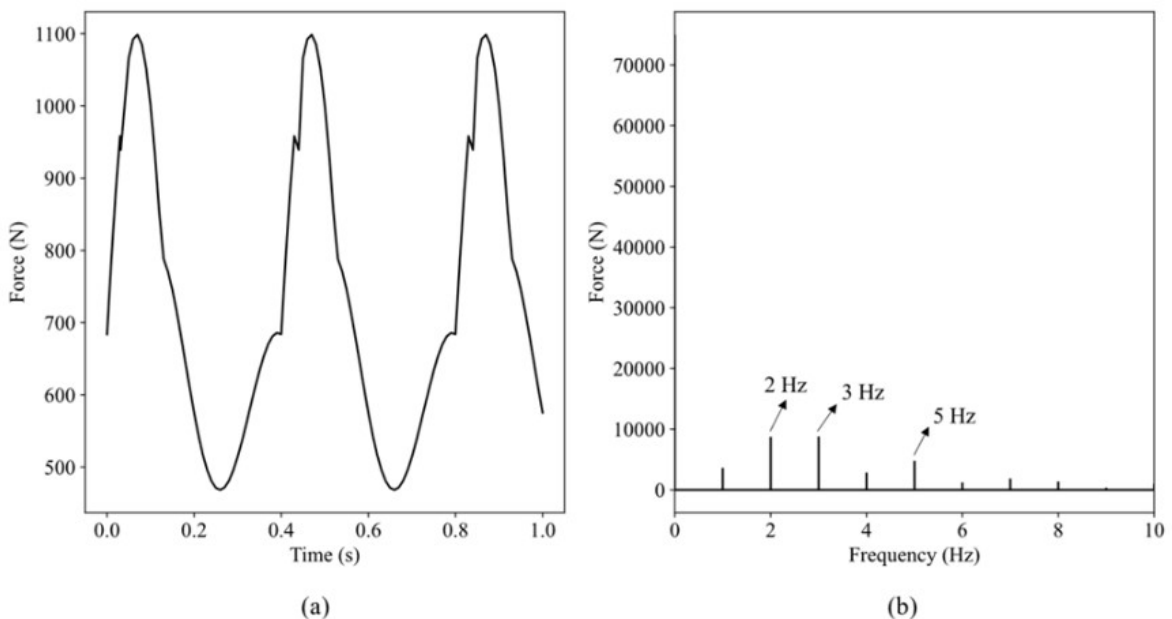 1100
1000
900
800
700
600
500
Force (N)
0.0 0.2 0.4 0.6 0.8 1.0
Time (s)
(a)
70000
60000
50000
40000
30000
20000
10000
0
Force (N)
2 Hz
3 Hz
5 Hz
0 2 4 6 8 10
Frequency (Hz)
(b)